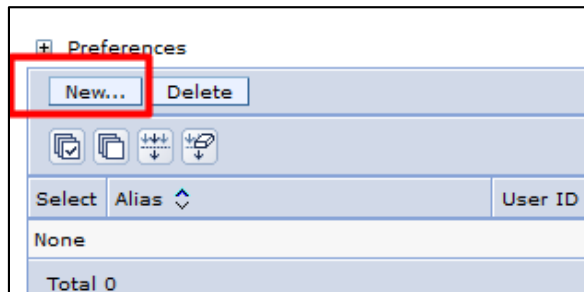 Preferences
New... Delete
Select Alias User ID
None
Total 0